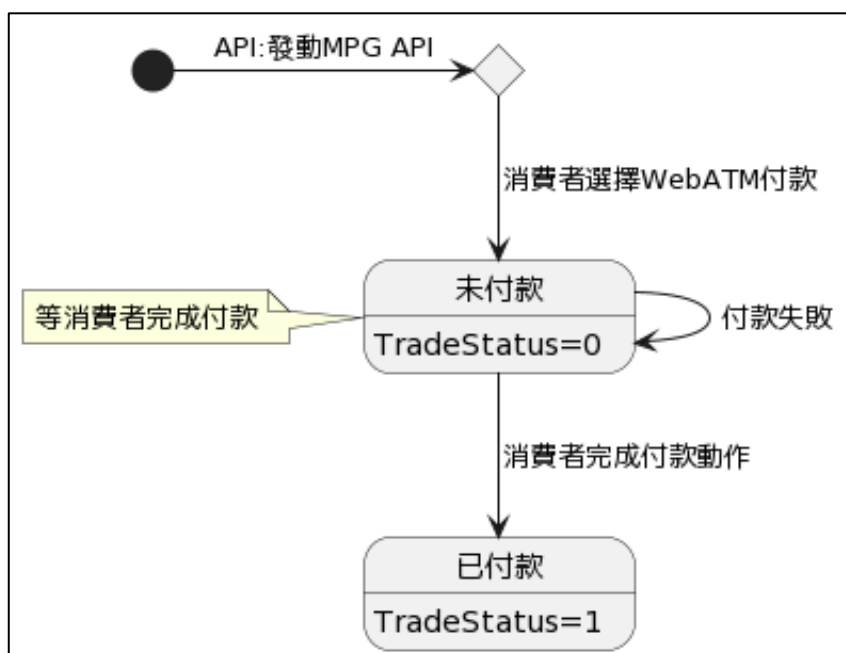 API:發動MPG API
消費者選擇WebATM付款
未付款
等消費者完成付款
TradeStatus=0
付款失敗
消費者完成付款動作
已付款
TradeStatus=1